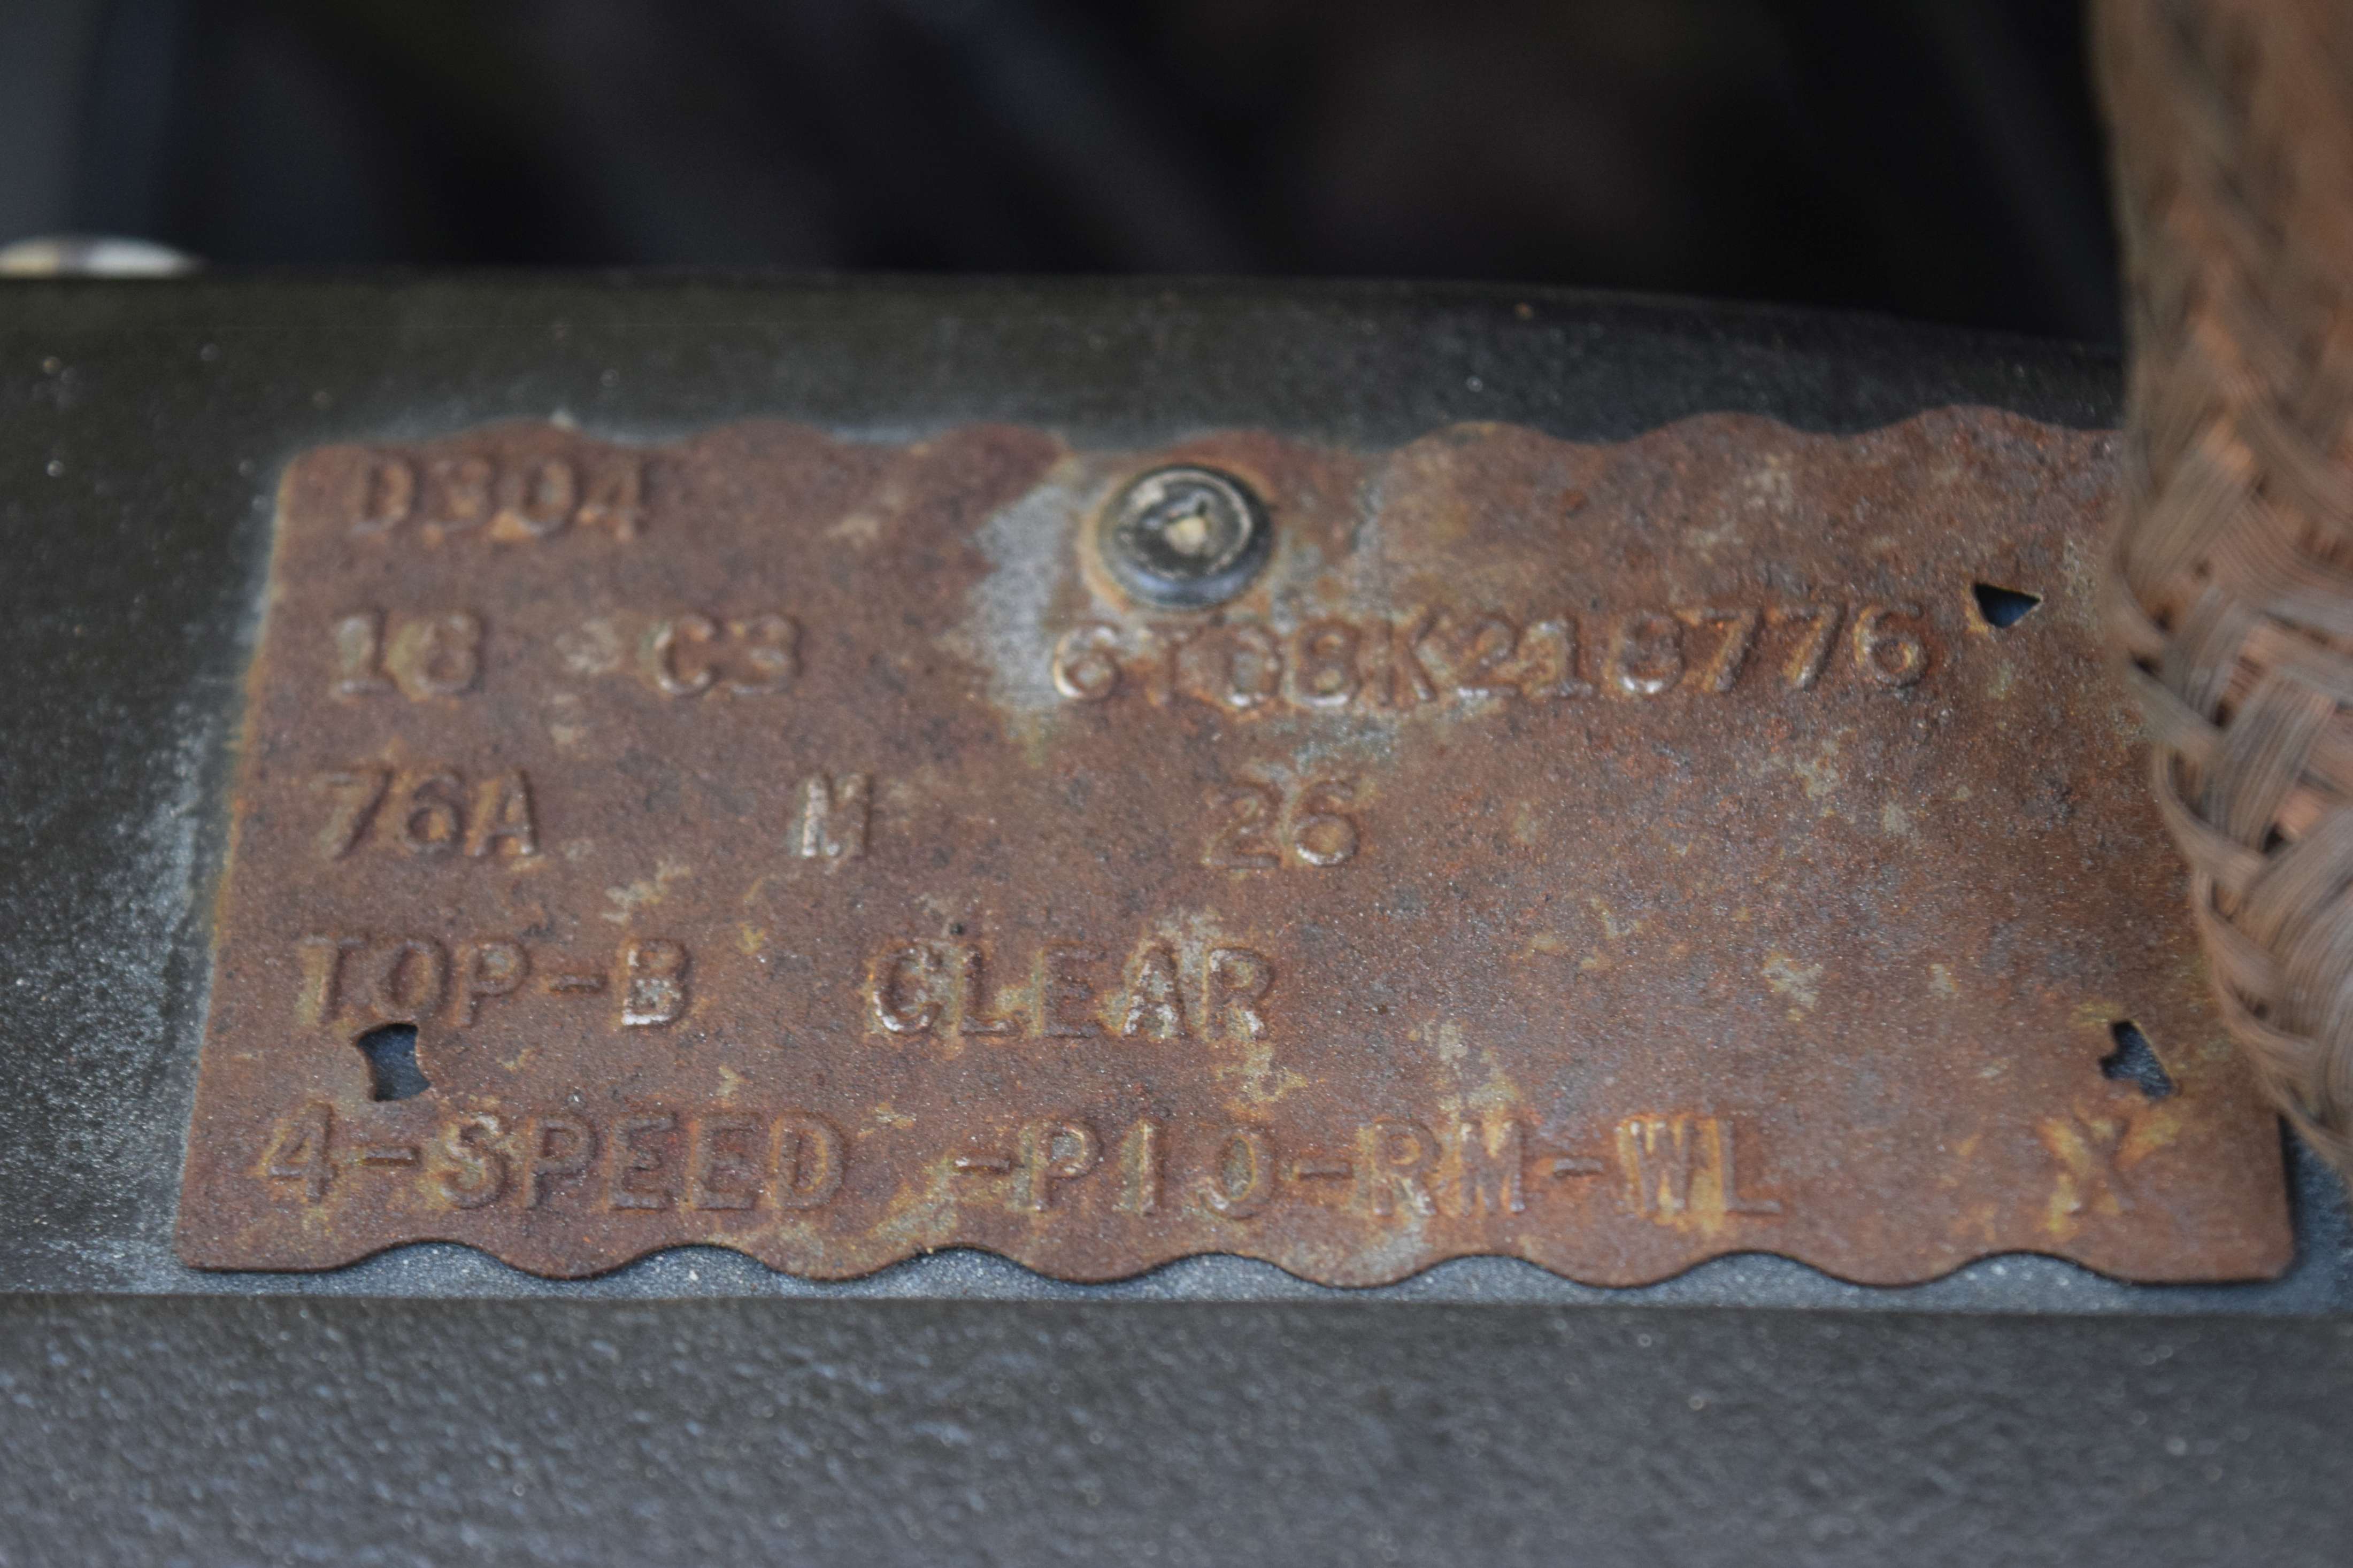 D304
18 C3 6T08K218776
76A M 26
TOP-B CLEAR
4-SPEED -P10-RM-WL X